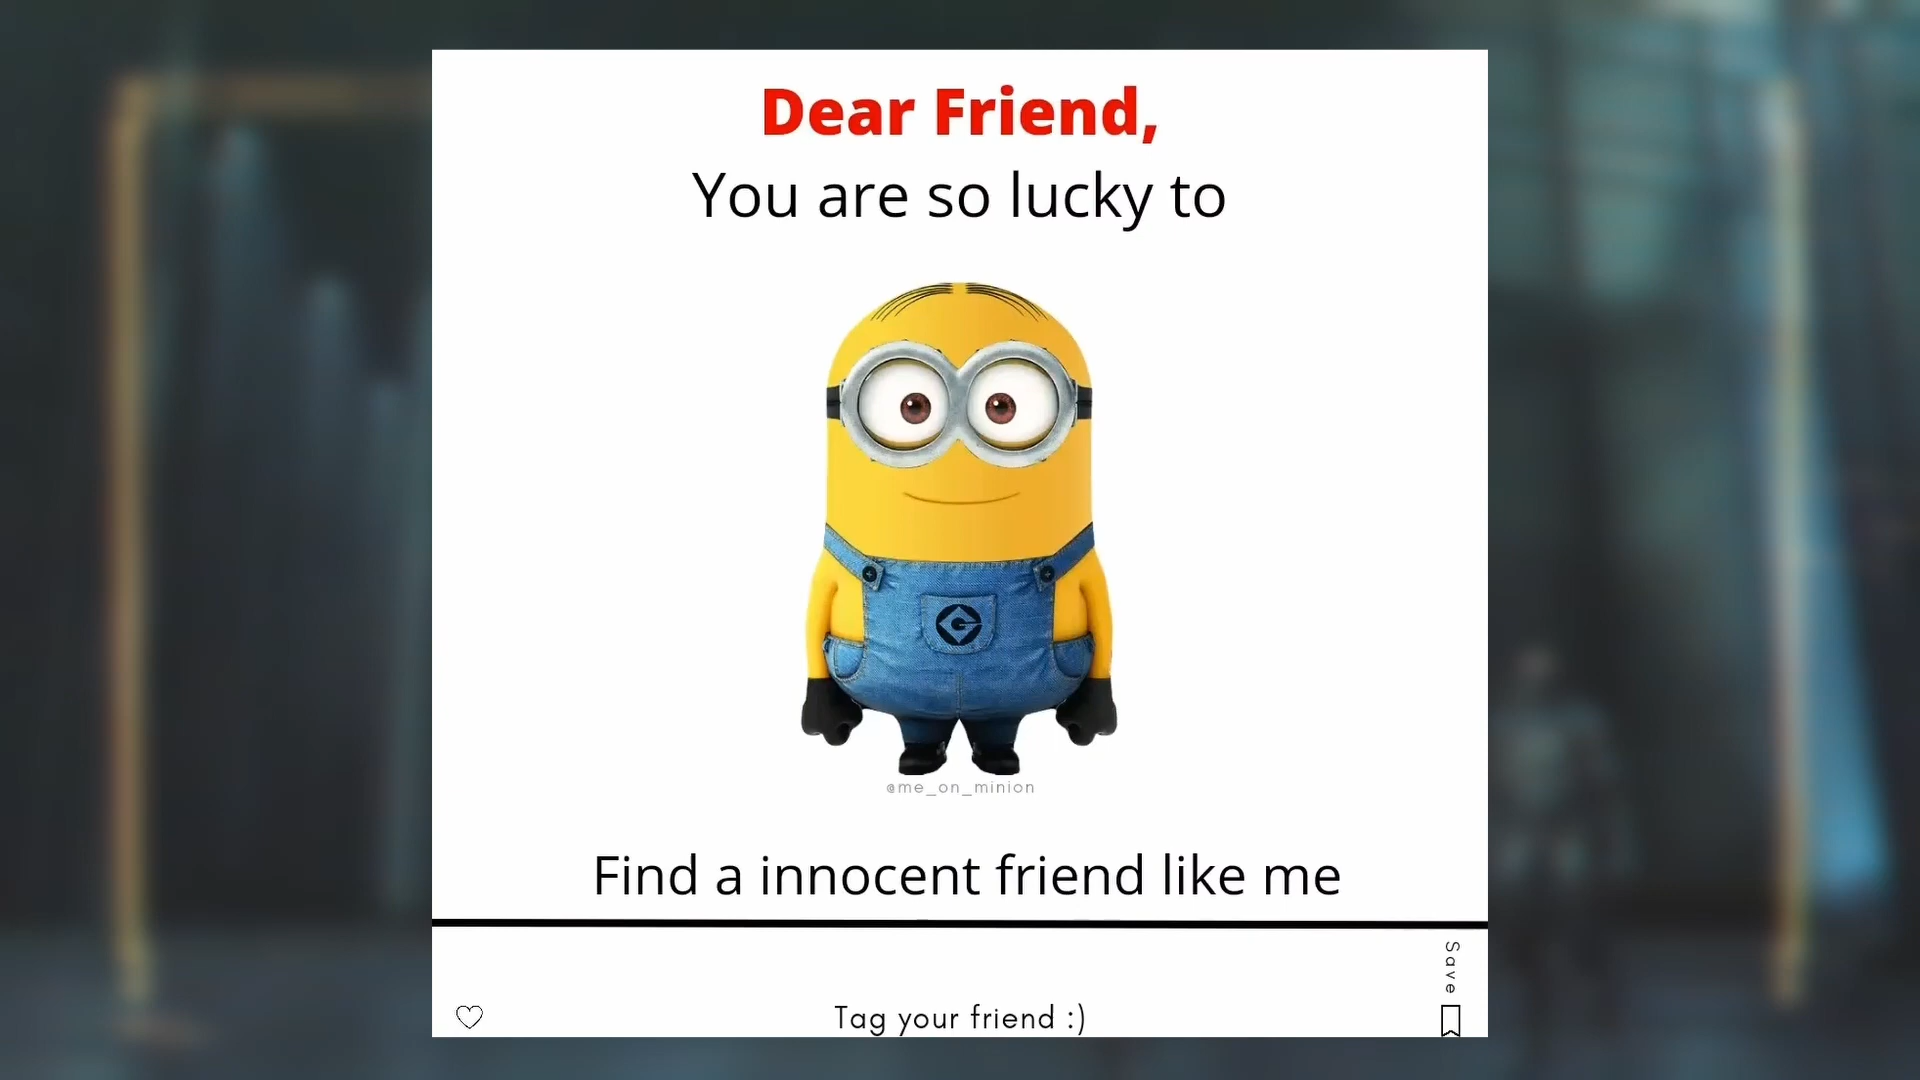 Dear Friend,
You are so lucky to
@me_on_minion
Find a innocent friend like me
Save
Tag your friend :)